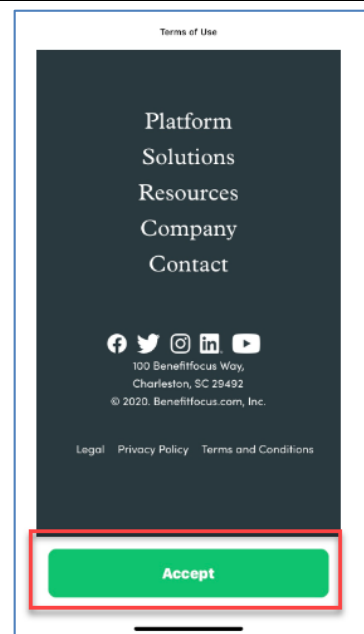 Terms of Use
Platform
Solutions
Resources
Company
Contact
100 Benefitfocus Way,
Charleston, SC 29492
© 2020. Benefitfocus.com, Inc.
Legal Privacy Policy Terms and Conditions
Accept